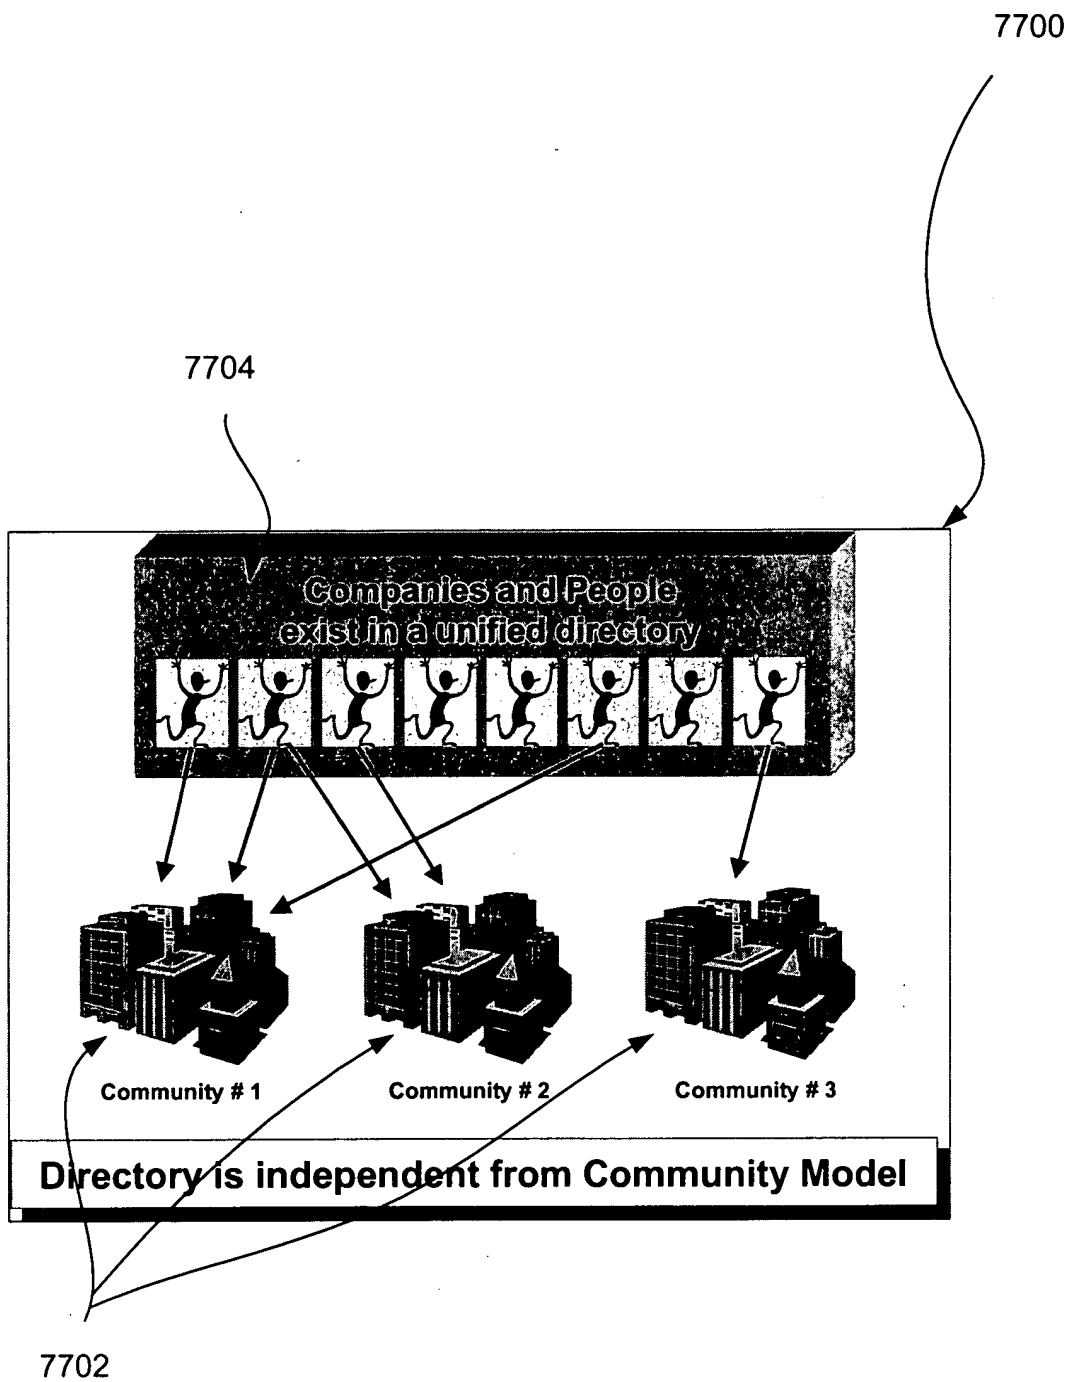 7700
7704
Companies and People
exist in a unified directory
Community # 1
Community # 2
Community # 3
Directory is independent from Community Model
7702